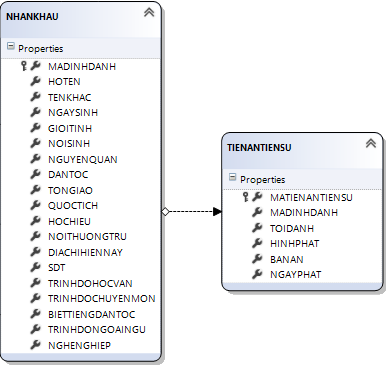 NHANKHAU
Properties
MADINHDANH
HOTEN
TENKHAC
NGAYSINH
GIOITINH
NOISINH
NGUYENQUAN
DANTOC
TONGIAO
QUOCTICH
HOCHIEU
NOITHUONGTRU
DIACHIHIENNAY
SDT
TRINHDOHOCVAN
TRINHDOCHUYENMON
BIETTIENGDANTOC
TRINHDONGOAINGU
NGHENGHIEP
TIENANTIENSU
Properties
MATIENANTIENSU
MADINHDANH
TOIDANH
HINHPHAT
BANAN
NGAYPHAT